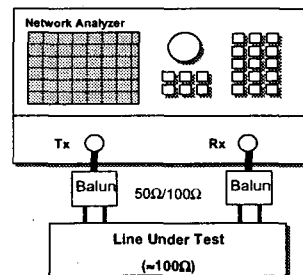 Network Analyzer
Tx Rx
Balun 50Ω/100Ω Balun
Line Under Test
(≈100Ω)